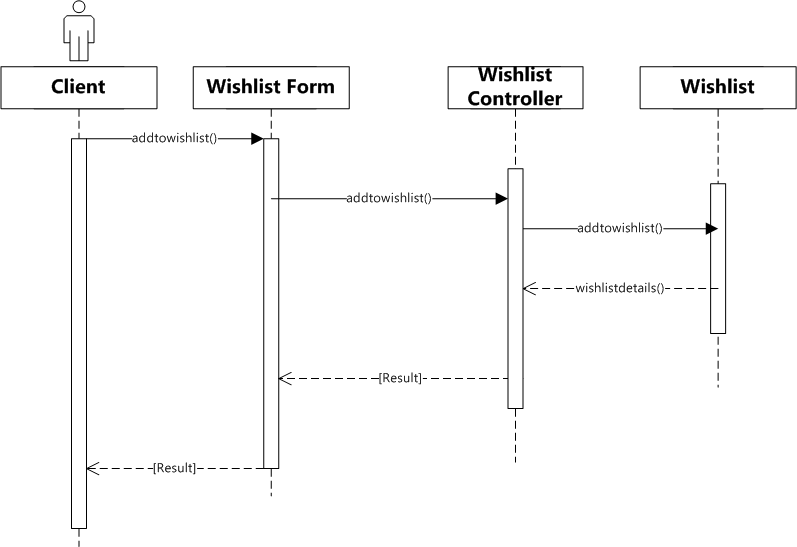 Client
Wishlist Form
Wishlist
Controller
Wishlist
addtowishlist()
addtowishlist()
addtowishlist()
wishlistdetails()
[Result]
[Result]